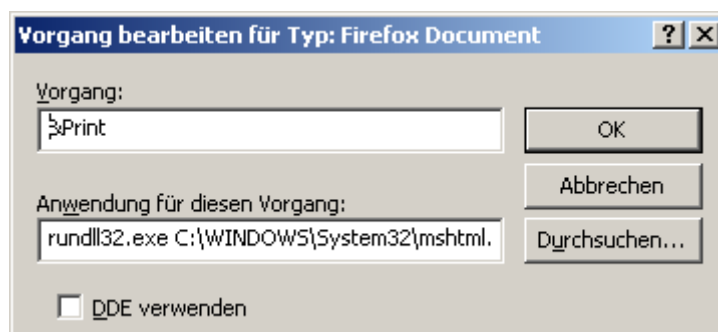 Vorgang bearbeiten für Typ: Firefox Document
Vorgang:
&Print
OK
Anwendung für diesen Vorgang:
Abbrechen
rundll32.exe C:\WINDOWS\System32\mshtml.
Durchsuchen...
DDE verwenden